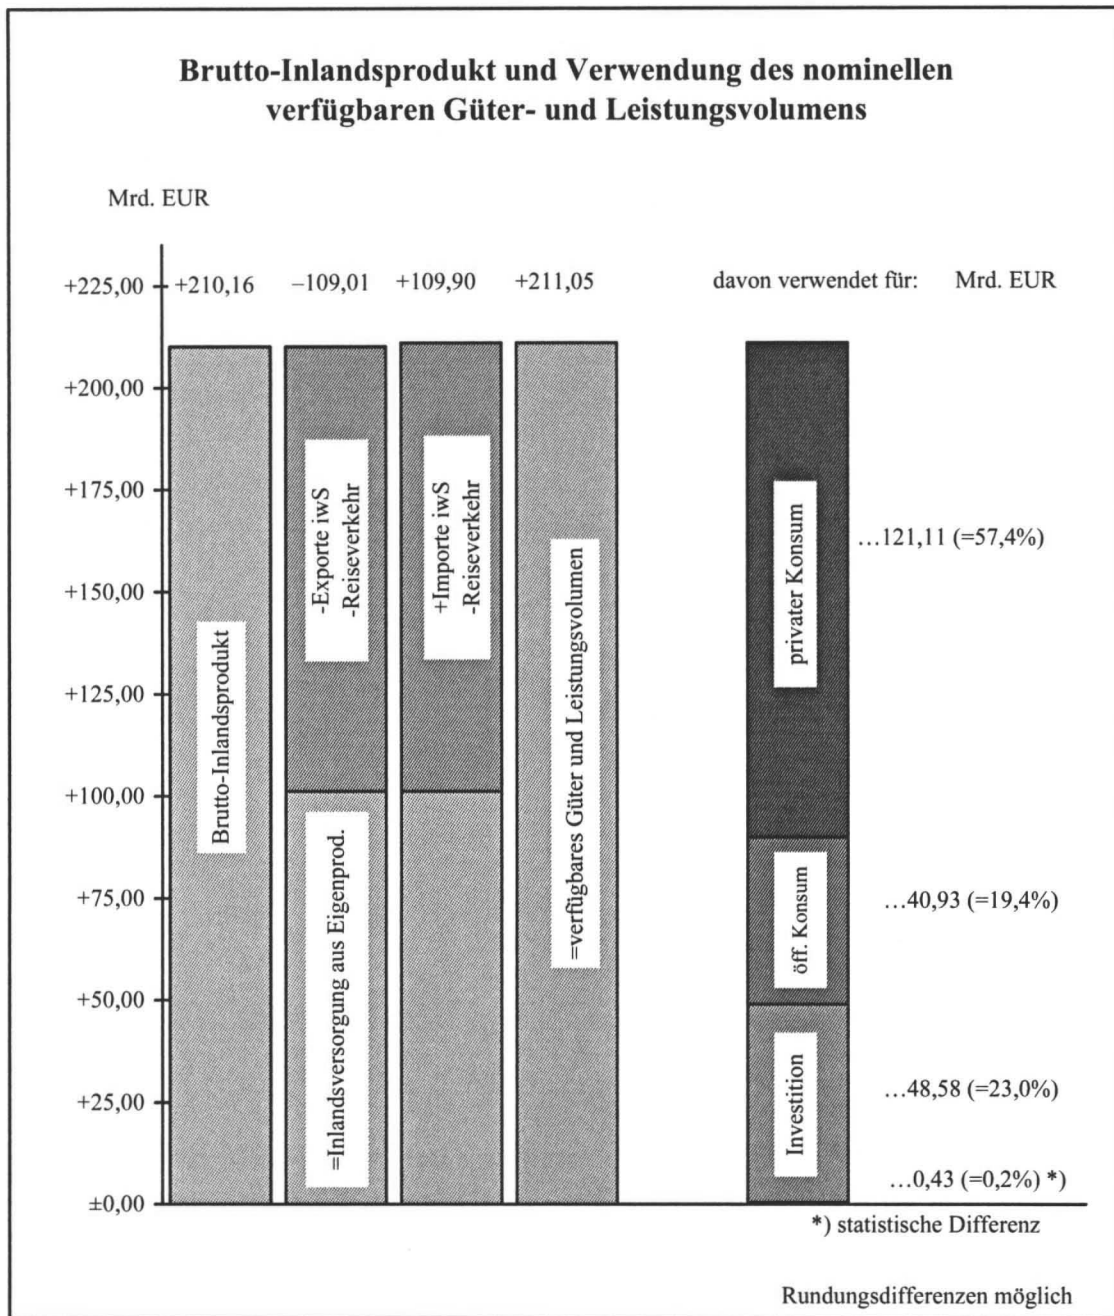 Brutto-Inlandsprodukt und Verwendung des nominellen
verfügbaren Güter- und Leistungsvolumens
Mrd. EUR
+225,00
+210,16
–109,01
+109,90
+211,05
davon verwendet für:
Mrd. EUR
+200,00
+175,00
+150,00
+125,00
+100,00
+75,00
+50,00
+25,00
±0,00
Brutto-Inlandsprodukt
-Exporte iwS
-Reiseverkehr
=Inlandsversorgung aus Eigenprod.
+Importe iwS
-Reiseverkehr
=verfügbares Güter und Leistungsvolumen
privater Konsum
öff. Konsum
Investition
…121,11 (=57,4%)
…40,93 (=19,4%)
…48,58 (=23,0%)
…0,43 (=0,2%) *)
*) statistische Differenz
Rundungsdifferenzen möglich